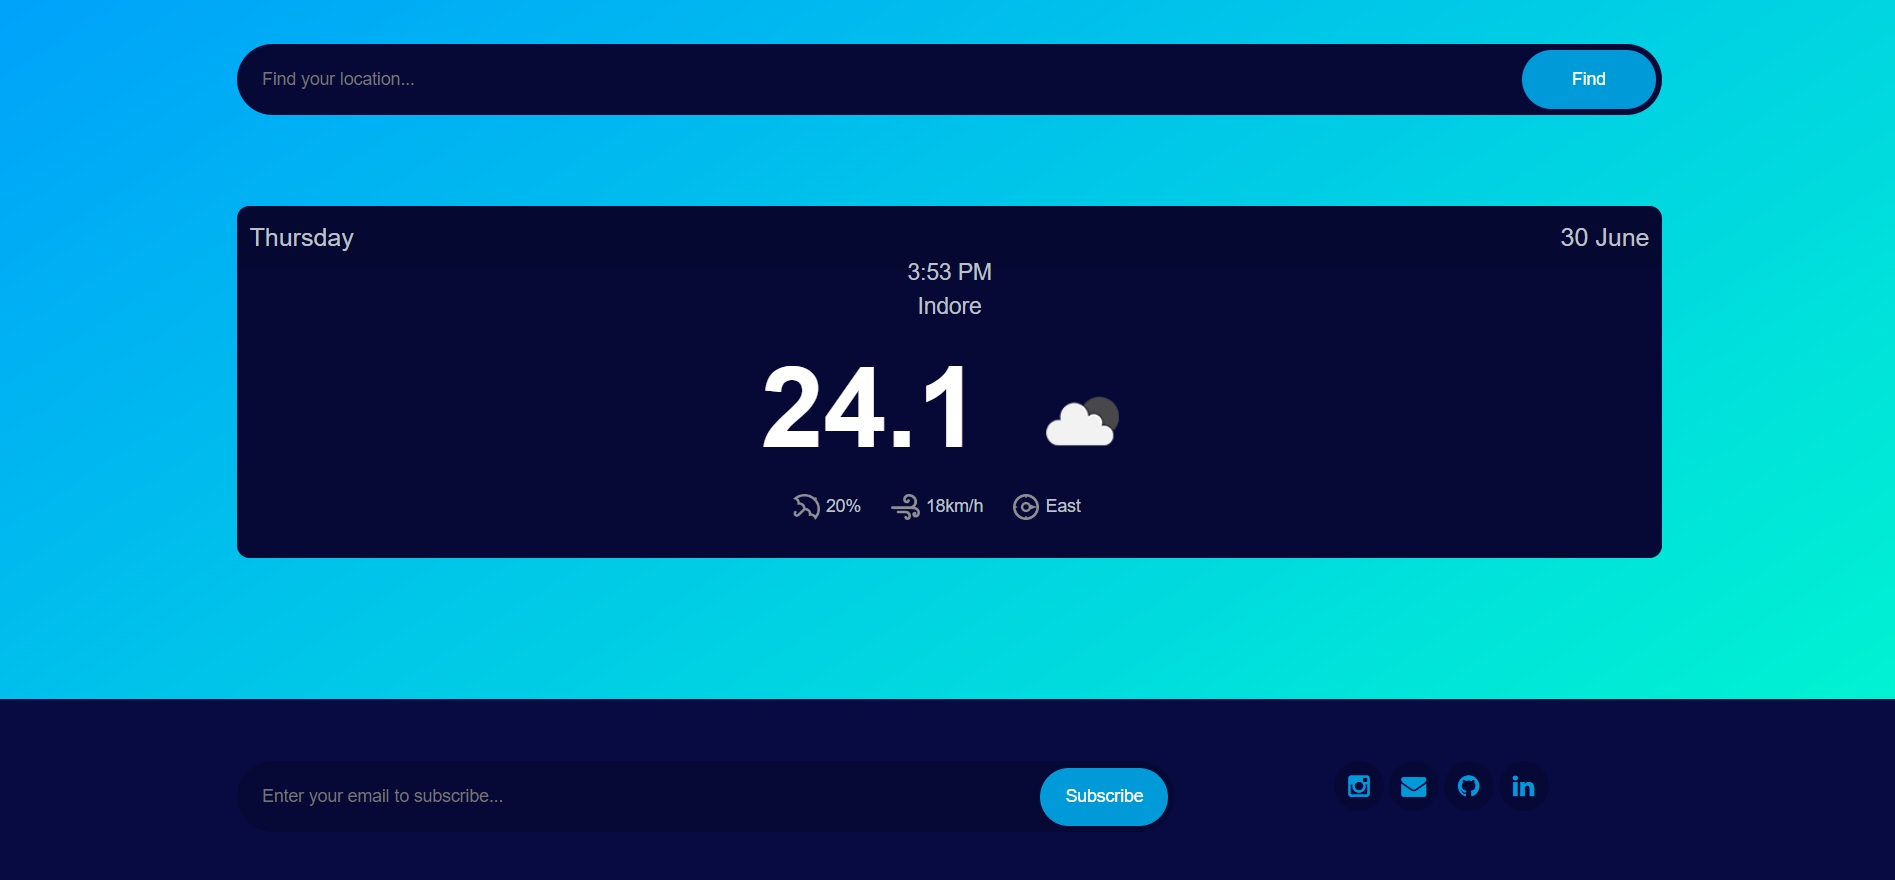 Find your location...
Find
Thursday
30 June
3:53 PM
Indore
24.1
20% 18km/h East
Enter your email to subscribe...
Subscribe